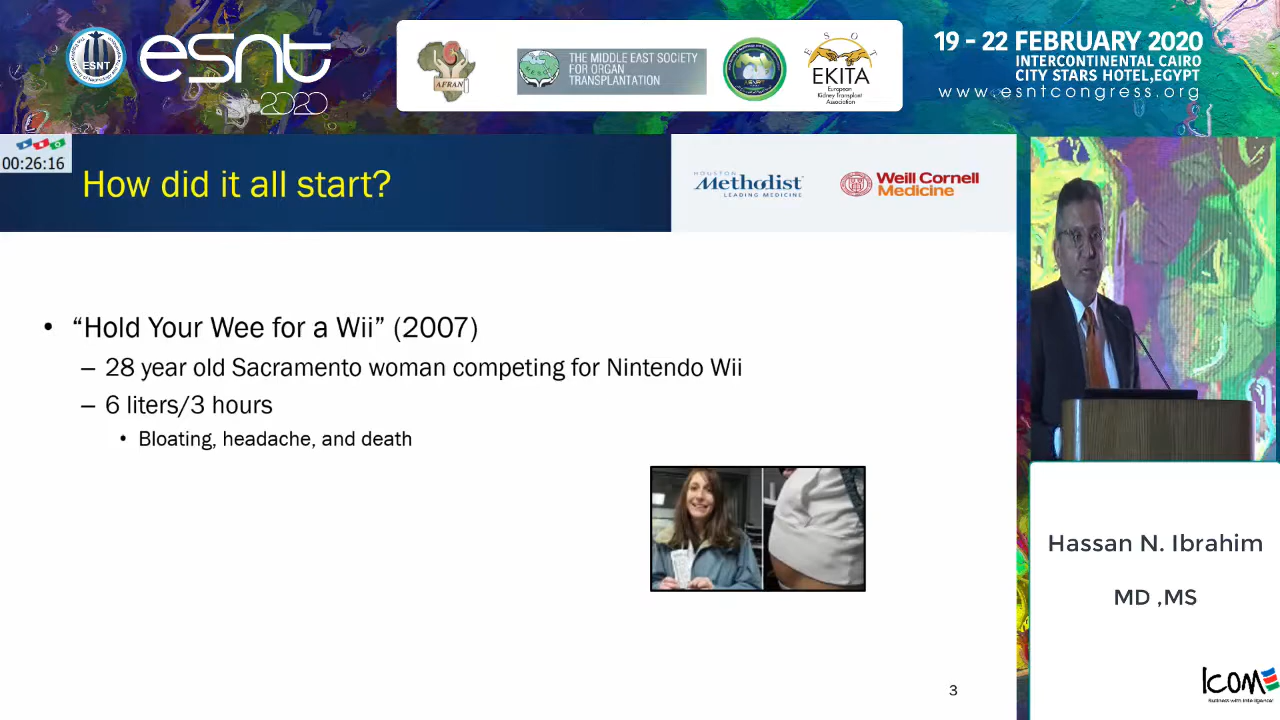 ESNT
esnt
2020
AFRAN
THE MIDDLE EAST SOCIETY
FOR ORGAN
TRANSPLANTATION
ESOT
EKITA
European
Kidney Transplant
Association
19 - 22 FEBRUARY 2020
INTERCONTINENTAL CAIRO
CITY STARS HOTEL,EGYPT
www.esntcongress.org
00:26:16
How did it all start?
HOUSTON
Methodist
LEADING MEDICINE
Weill Cornell
Medicine
• “Hold Your Wee for a Wii” (2007)
– 28 year old Sacramento woman competing for Nintendo Wii
– 6 liters/3 hours
• Bloating, headache, and death
3
Hassan N. Ibrahim
MD ,MS
ICOM